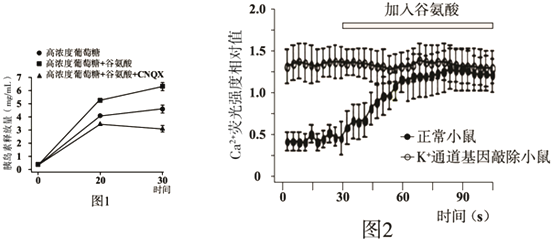 高浓度葡萄糖
高浓度葡萄糖+谷氨酸
高浓度葡萄糖+谷氨酸+CNQX
胰岛素释放量(mg/mL)
7
6
5
4
3
2
1
0
0 20 30
时间
图1
加入谷氨酸
Ca²⁺荧光强度相对值
2.0
1.5
1.0
0.5
0.0
正常小鼠
K⁺通道基因敲除小鼠
0 30 60 90
时间(s)
图2